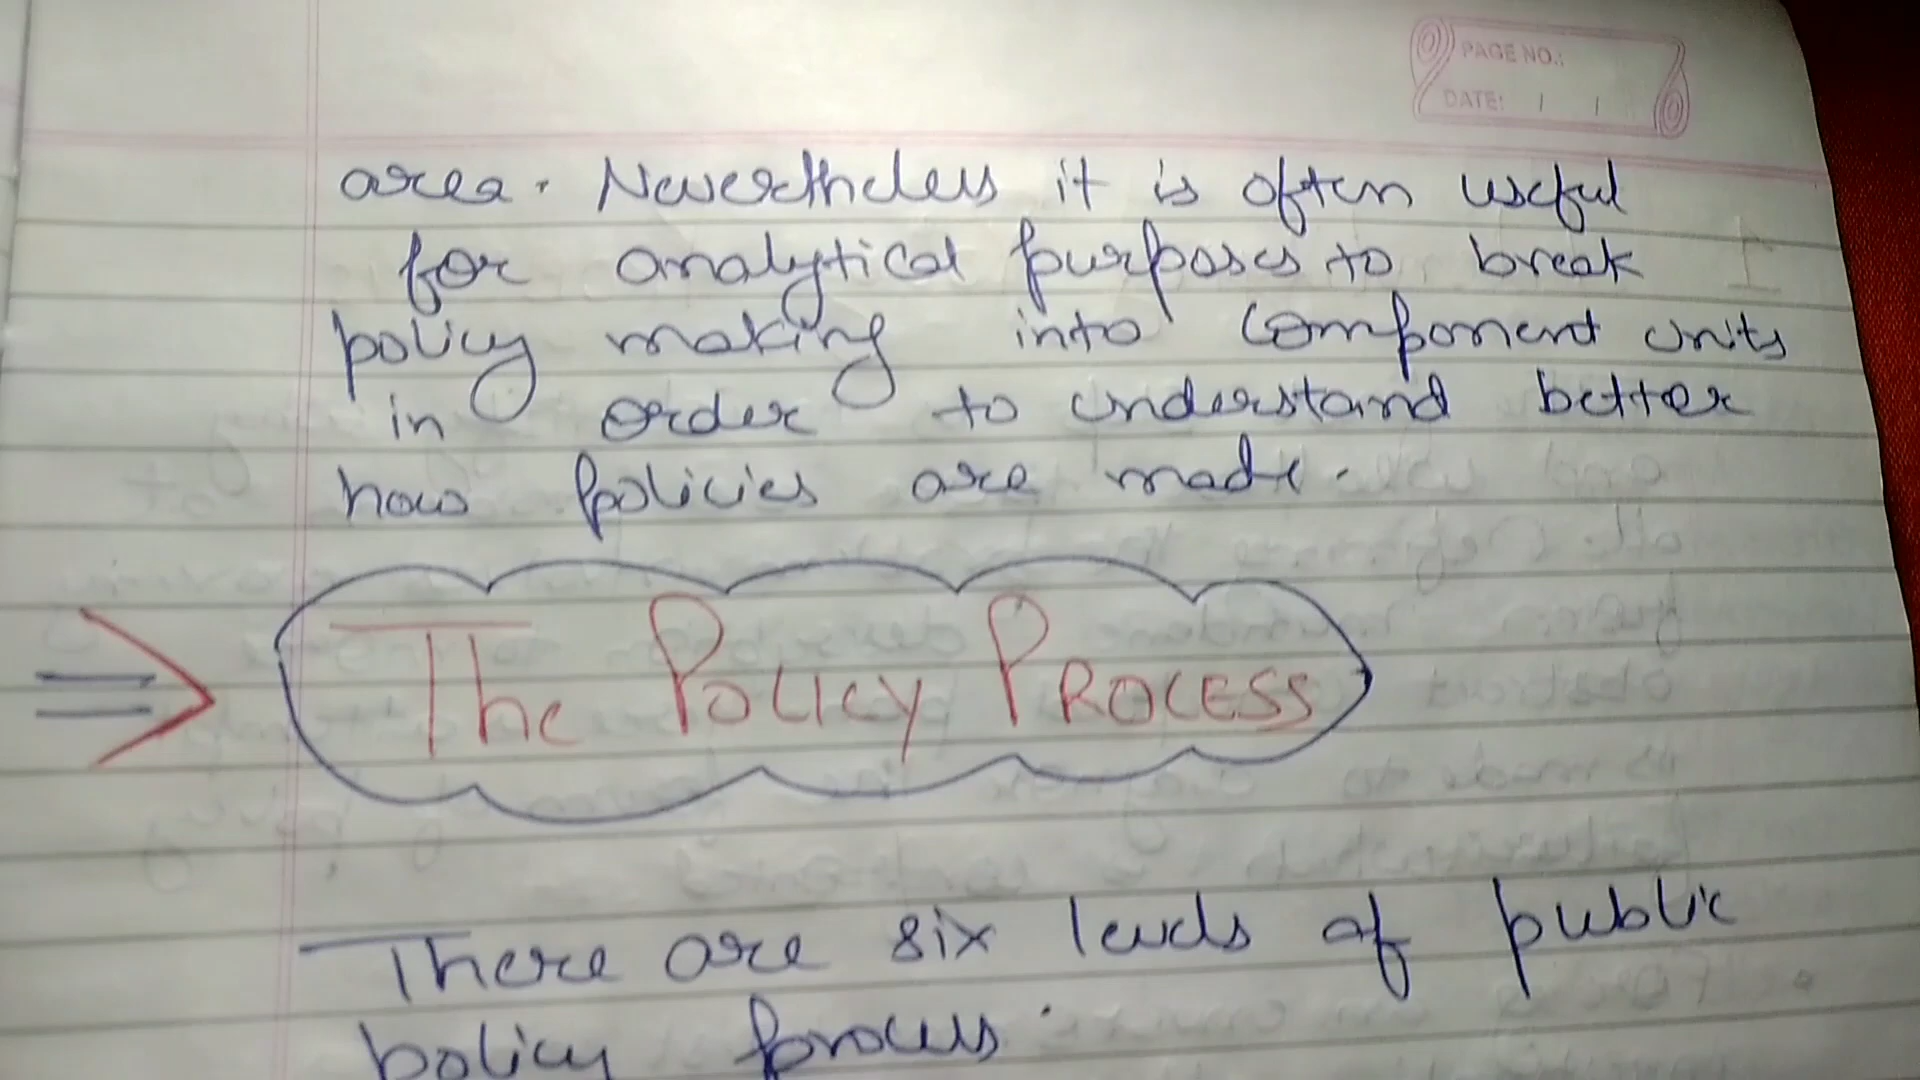 PAGE NO.:
DATE: / /
area. Nevertheless it is often useful
for analytical purposes to break
policy making into component units
in order to understand better
how policies are made.
The POLICY PROCESS
There are six levels of public
policy process.